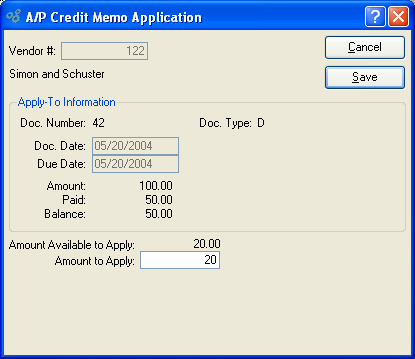 A/P Credit Memo Application
Vendor #: 122
Cancel
Simon and Schuster
Save
Apply-To Information
Doc. Number: 42 Doc. Type: D
Doc. Date: 05/20/2004
Due Date: 05/20/2004
Amount: 100.00
Paid: 50.00
Balance: 50.00
Amount Available to Apply: 20.00
Amount to Apply: 20